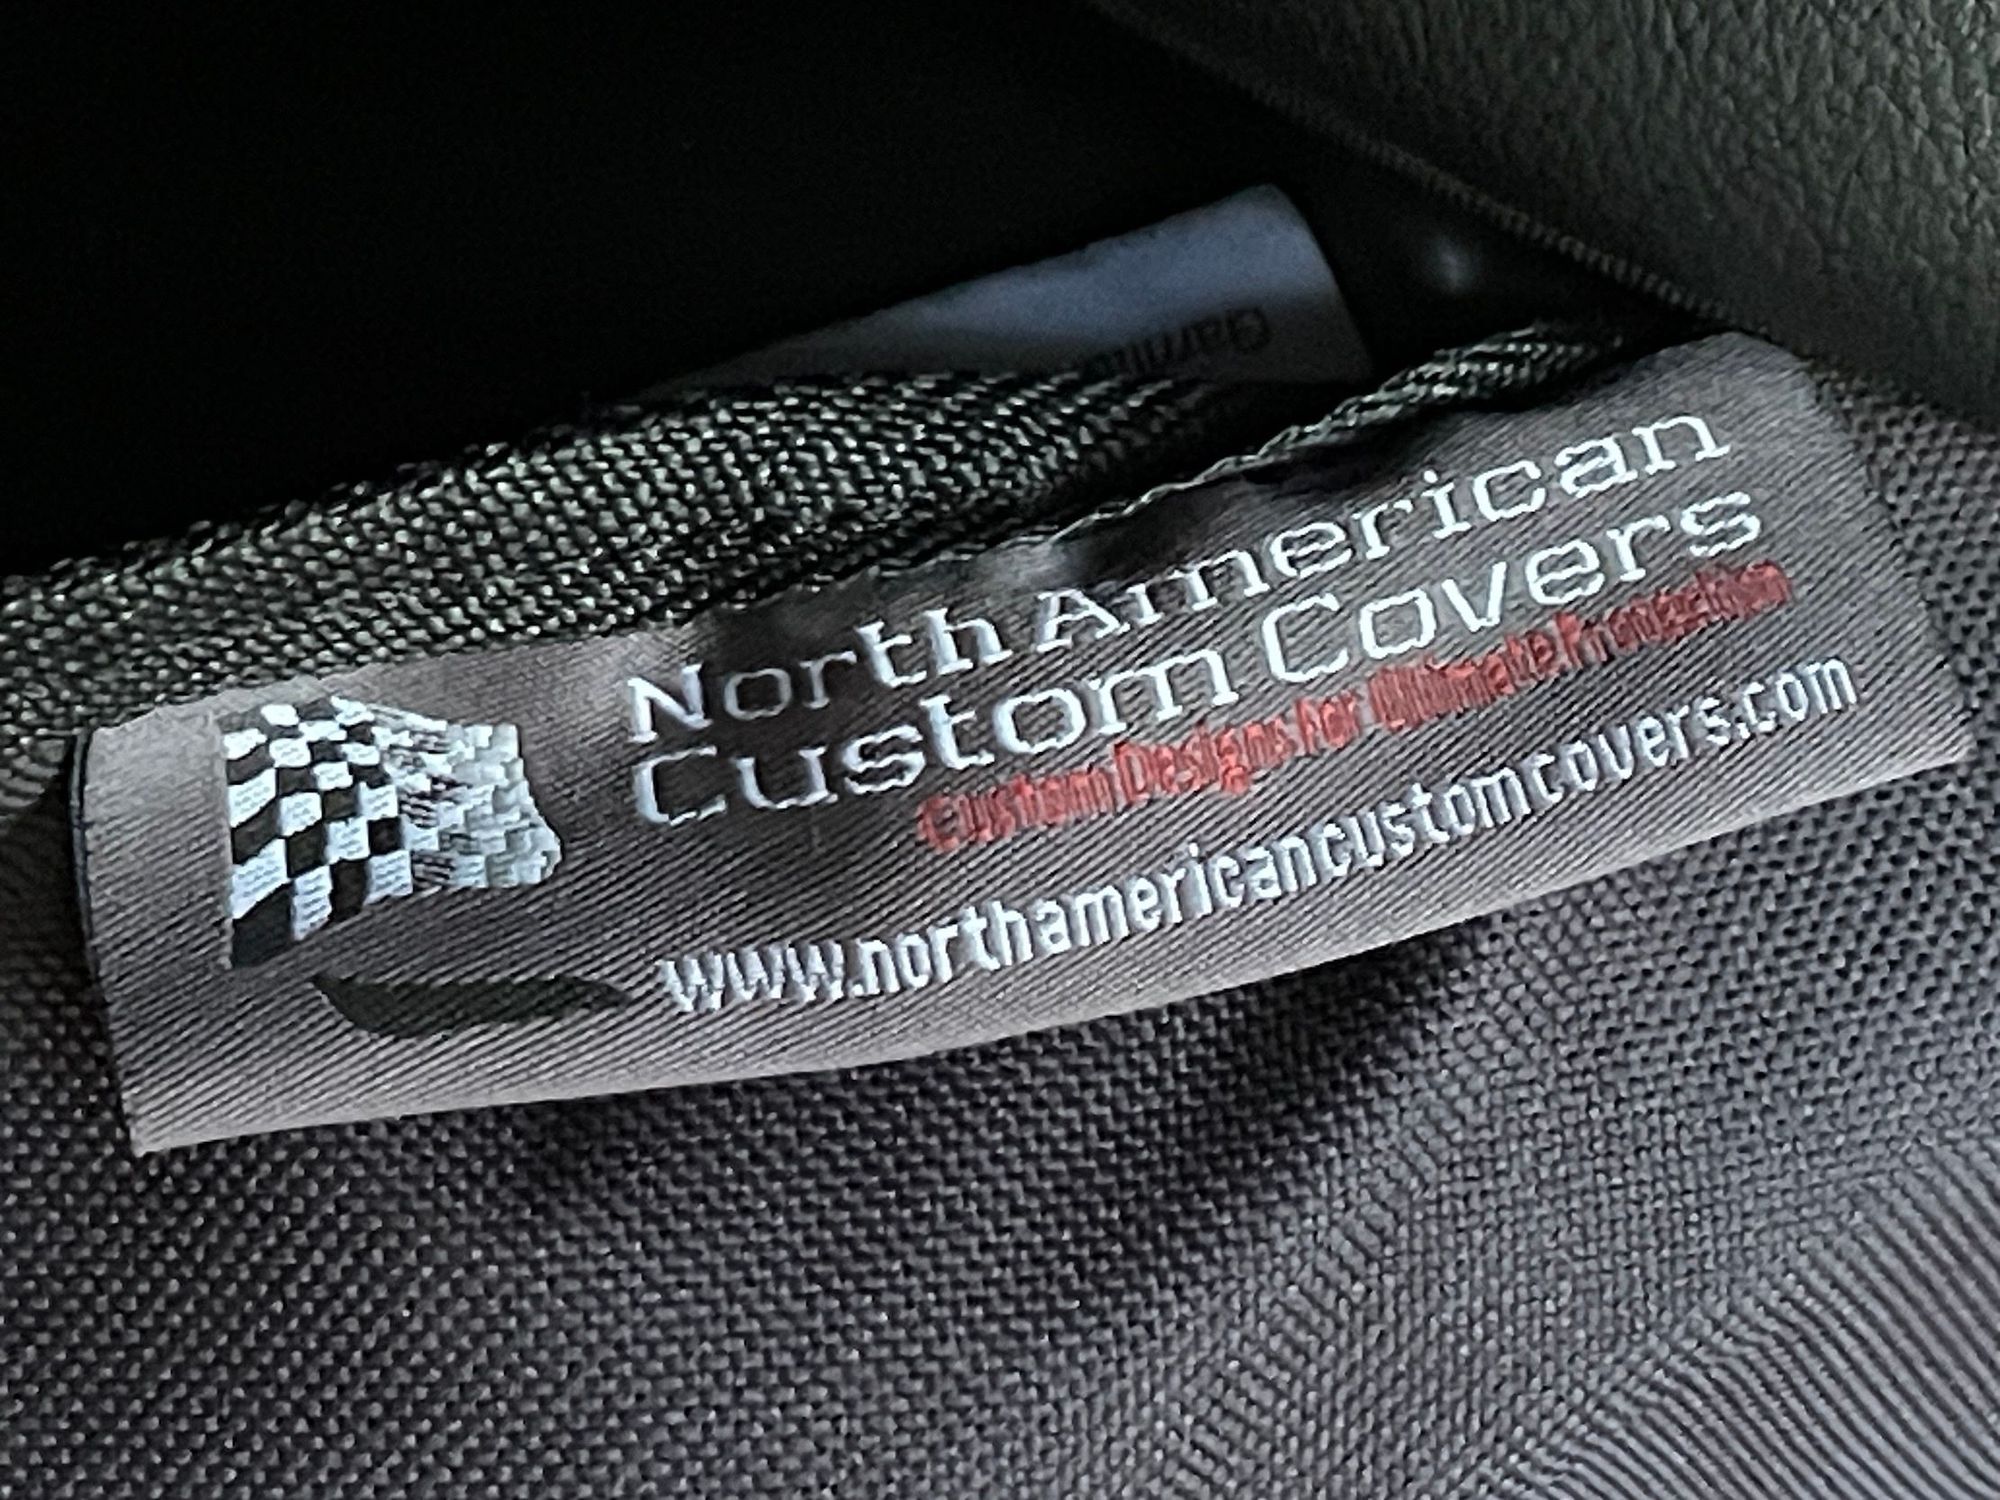 North American
Custom Covers
Custom Designs For Ultimate Protection
www.northamericancustomcovers.com